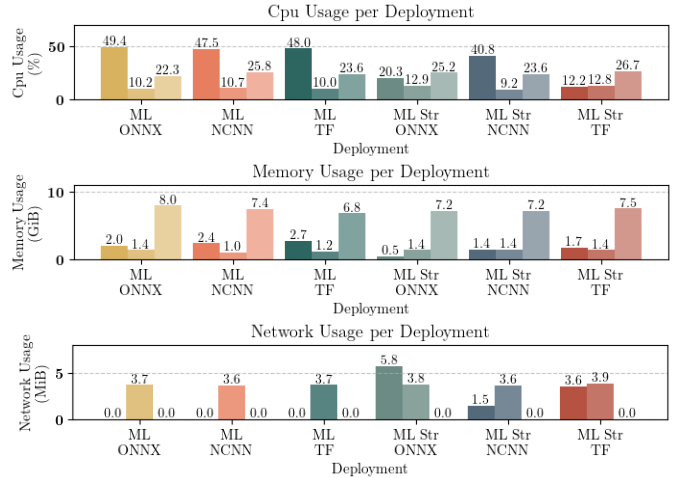 Cpu Usage per Deployment
Cpu Usage
(%)
50
0
49.4 10.2 22.3 47.5 10.7 25.8 48.0 10.0 23.6 20.3 12.9 25.2 40.8 9.2 23.6 12.2 12.8 26.7
ML ML ML ML Str ML Str ML Str
ONNX NCNN TF ONNX NCNN TF
Deployment
Memory Usage per Deployment
Memory Usage
(GiB)
10
0
2.0 1.4 8.0 2.4 1.0 7.4 2.7 1.2 6.8 0.5 1.4 7.2 1.4 1.4 7.2 1.7 1.4 7.5
ML ML ML ML Str ML Str ML Str
ONNX NCNN TF ONNX NCNN TF
Deployment
Network Usage per Deployment
Network Usage
(MiB)
5
0
0.0 3.7 0.0 0.0 3.6 0.0 0.0 3.7 0.0 5.8 3.8 0.0 1.5 3.6 0.0 3.6 3.9 0.0
ML ML ML ML Str ML Str ML Str
ONNX NCNN TF ONNX NCNN TF
Deployment